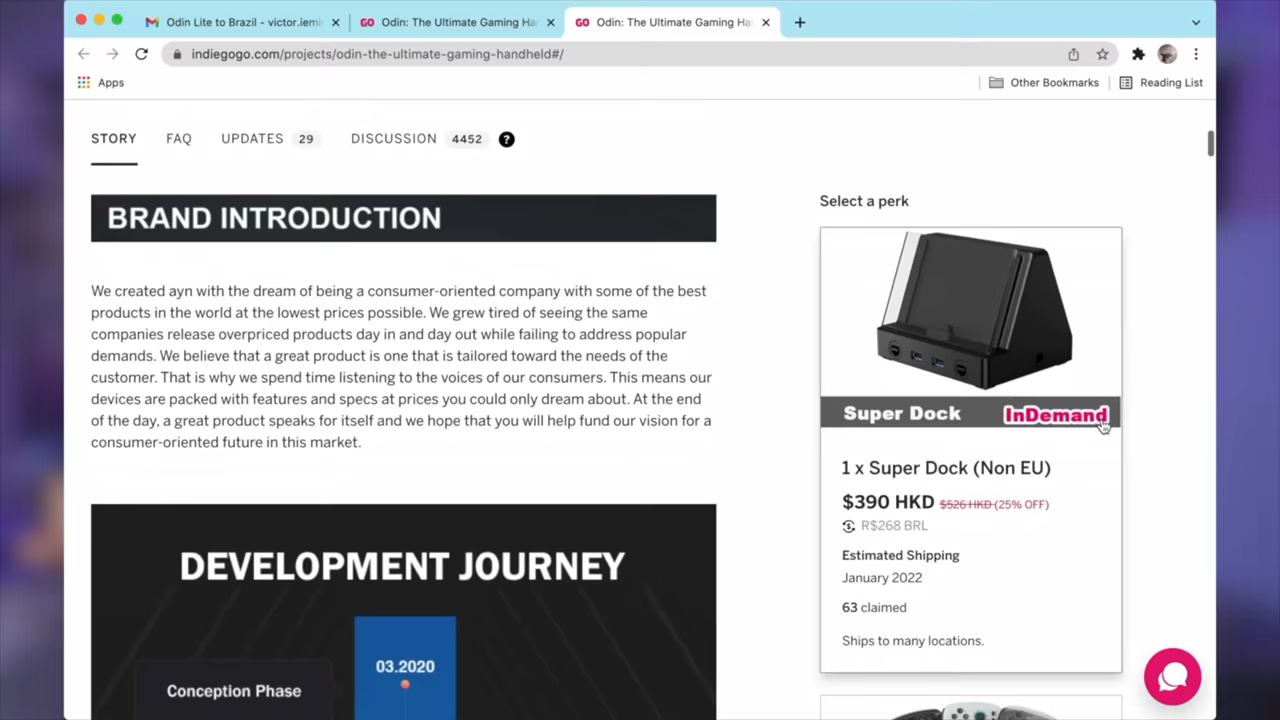 Odin Lite to Brazil - victor.iemi
GO Odin: The Ultimate Gaming Ha
GO Odin: The Ultimate Gaming Ha
indiegogo.com/projects/odin-the-ultimate-gaming-handheld#/
Apps
Other Bookmarks
Reading List
STORY
FAQ
UPDATES 29
DISCUSSION 4452 ?
BRAND INTRODUCTION
We created ayn with the dream of being a consumer-oriented company with some of the best
products in the world at the lowest prices possible. We grew tired of seeing the same
companies release overpriced products day in and day out while failing to address popular
demands. We believe that a great product is one that is tailored toward the needs of the
customer. That is why we spend time listening to the voices of our consumers. This means our
devices are packed with features and specs at prices you could only dream about. At the end
of the day, a great product speaks for itself and we hope that you will help fund our vision for a
consumer-oriented future in this market.
DEVELOPMENT JOURNEY
03.2020
Conception Phase
Select a perk
Super Dock InDemand
1 x Super Dock (Non EU)
$390 HKD $526 HKD (25% OFF)
R$268 BRL
Estimated Shipping
January 2022
63 claimed
Ships to many locations.